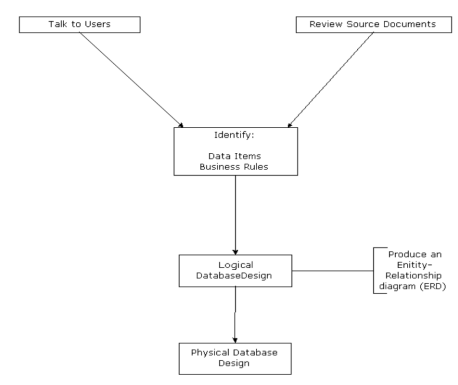 Talk to Users
Review Source Documents
Identify:
Data Items
Business Rules
Logical
DatabaseDesign
Produce an
Enitity-
Relationship
diagram (ERD)
Physical Database
Design